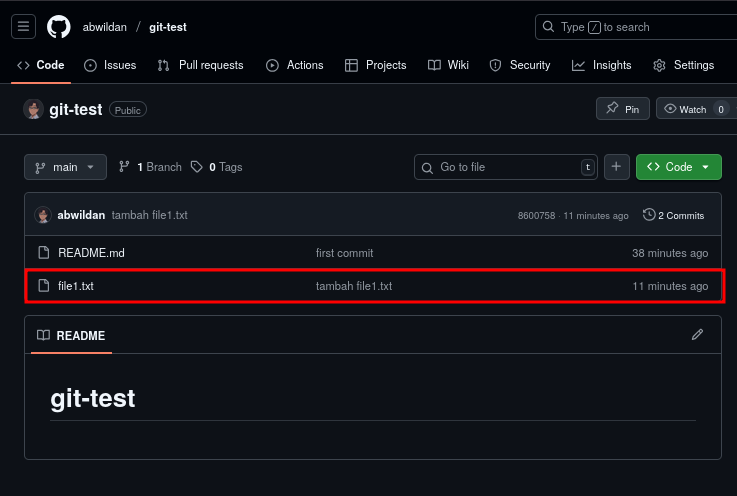 abwildan / git-test
Type / to search
Code Issues Pull requests Actions Projects Wiki Security Insights Settings
git-test Public
Pin Watch 0
main 1 Branch 0 Tags
Go to file t + Code
abwildan tambah file1.txt 8600758 · 11 minutes ago 2 Commits
README.md first commit 38 minutes ago
file1.txt tambah file1.txt 11 minutes ago
README
git-test